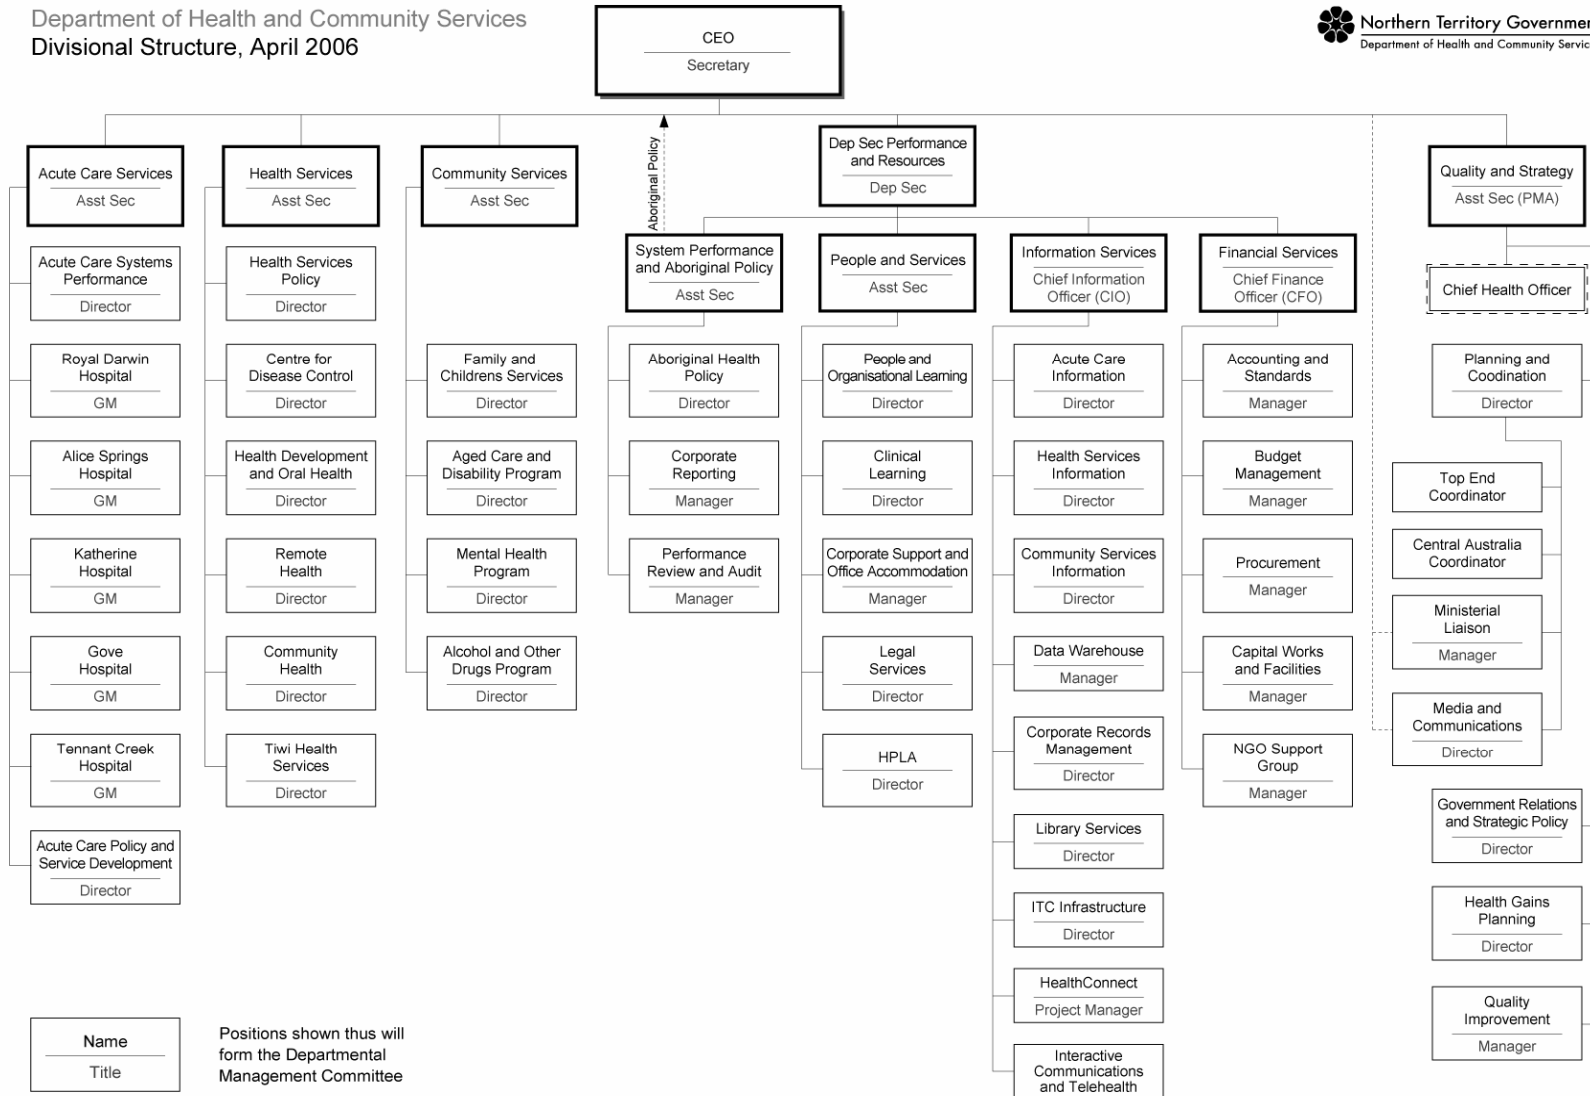 Department of Health and Community Services
Divisional Structure, April 2006
CEO
Secretary
Northern Territory Governmen
Department of Health and Community Servic
Aboriginal Policy
Acute Care Services
Asst Sec
Health Services
Asst Sec
Community Services
Asst Sec
Dep Sec Performance
and Resources
Dep Sec
Quality and Strategy
Asst Sec (PMA)
System Performance
and Aboriginal Policy
Asst Sec
People and Services
Asst Sec
Information Services
Chief Information
Officer (CIO)
Financial Services
Chief Finance
Officer (CFO)
Chief Health Officer
Acute Care Systems
Performance
Director
Royal Darwin
Hospital
GM
Alice Springs
Hospital
GM
Katherine
Hospital
GM
Gove
Hospital
GM
Tennant Creek
Hospital
GM
Acute Care Policy and
Service Development
Director
Health Services
Policy
Director
Centre for
Disease Control
Director
Health Development
and Oral Health
Director
Remote
Health
Director
Community
Health
Director
Tiwi Health
Services
Director
Family and
Childrens Services
Director
Aged Care and
Disability Program
Director
Mental Health
Program
Director
Alcohol and Other
Drugs Program
Director
Aboriginal Health
Policy
Director
Corporate
Reporting
Manager
Performance
Review and Audit
Manager
People and
Organisational Learning
Director
Clinical
Learning
Director
Corporate Support and
Office Accommodation
Manager
Legal
Services
Director
HPLA
Director
Acute Care
Information
Director
Health Services
Information
Director
Community Services
Information
Director
Data Warehouse
Manager
Corporate Records
Management
Director
Library Services
Director
ITC Infrastructure
Director
HealthConnect
Project Manager
Interactive
Communications
and Telehealth
Accounting and
Standards
Manager
Budget
Management
Manager
Procurement
Manager
Capital Works
and Facilities
Manager
NGO Support
Group
Manager
Planning and
Coodination
Director
Top End
Coordinator
Central Australia
Coordinator
Ministerial
Liaison
Manager
Media and
Communications
Director
Government Relations
and Strategic Policy
Director
Health Gains
Planning
Director
Quality
Improvement
Manager
Name
Title
Positions shown thus will
form the Departmental
Management Committee